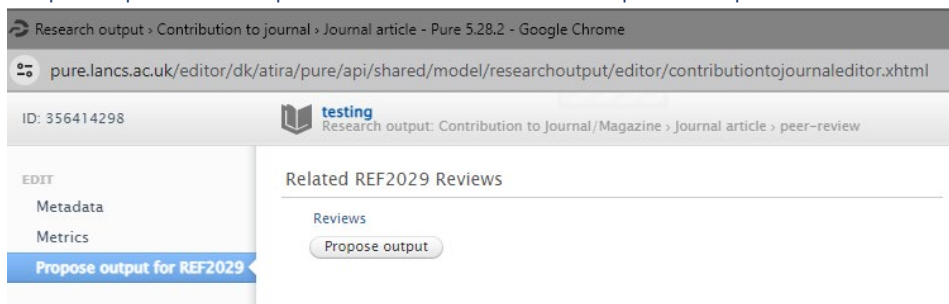 Research output › Contribution to journal › Journal article - Pure 5.28.2 - Google Chrome
pure.lancs.ac.uk/editor/dk/atira/pure/api/shared/model/researchoutput/editor/contributiontojournaleditor.xhtml
ID: 356414298
testing
Research output: Contribution to Journal/Magazine › Journal article › peer-review
EDIT
Metadata
Metrics
Propose output for REF2029
Related REF2029 Reviews
Reviews
Propose output